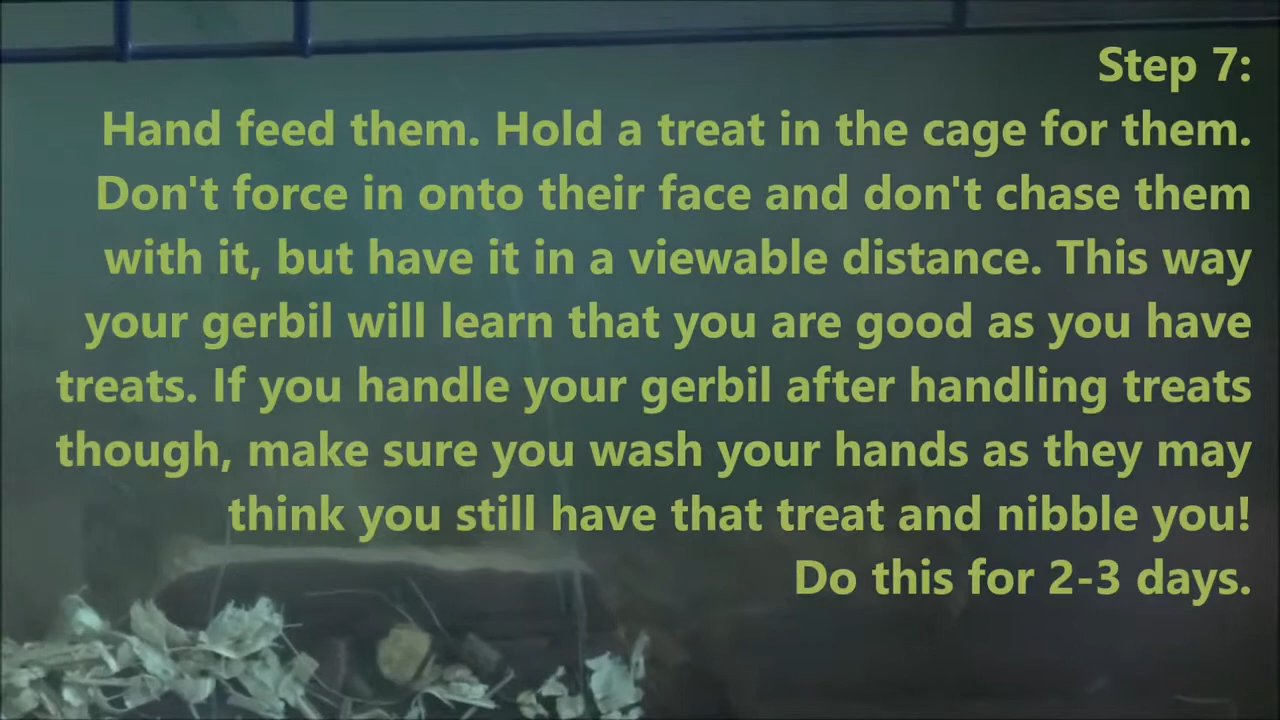 Step 7:
Hand feed them. Hold a treat in the cage for them.
Don't force in onto their face and don't chase them
with it, but have it in a viewable distance. This way
your gerbil will learn that you are good as you have
treats. If you handle your gerbil after handling treats
though, make sure you wash your hands as they may
think you still have that treat and nibble you!
Do this for 2-3 days.